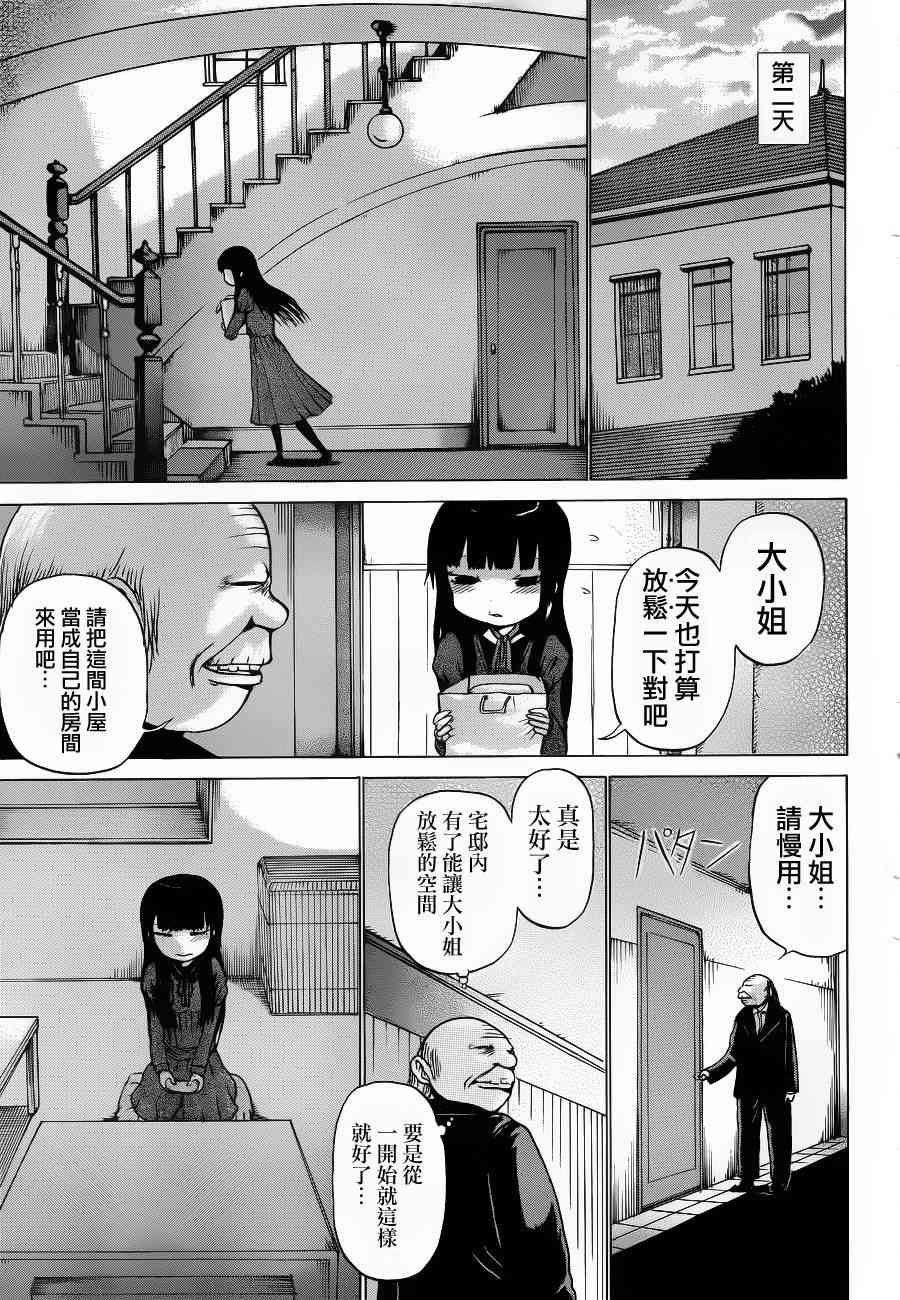 第二天
大小姐
今天也打算
放鬆一下對吧
請把這間小屋
當成自己的房間
來用吧…
大小姐…
請慢用…
パタン
真是
太好了…
宅邸內
有了能讓大小姐
放鬆的空間
要是從
一開始就這樣
就好了…